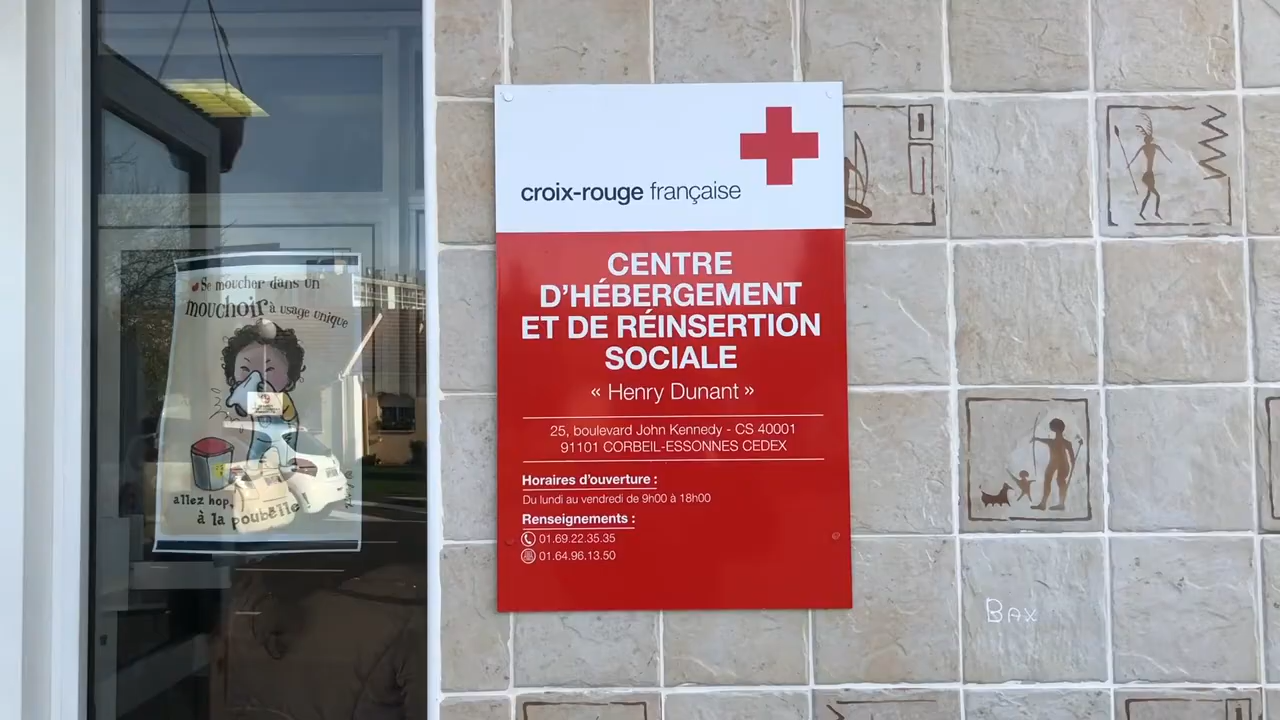 Se moucher dans un
mouchoir à usage unique
allez hop,
à la poubelle
croix-rouge française
CENTRE
D'HÉBERGEMENT
ET DE RÉINSERTION
SOCIALE
« Henry Dunant »
25, boulevard John Kennedy - CS 40001
91101 CORBEIL-ESSONNES CEDEX
Horaires d'ouverture :
Du lundi au vendredi de 9h00 à 18h00
Renseignements :
01.69.22.35.35
01.64.96.13.50
BAX